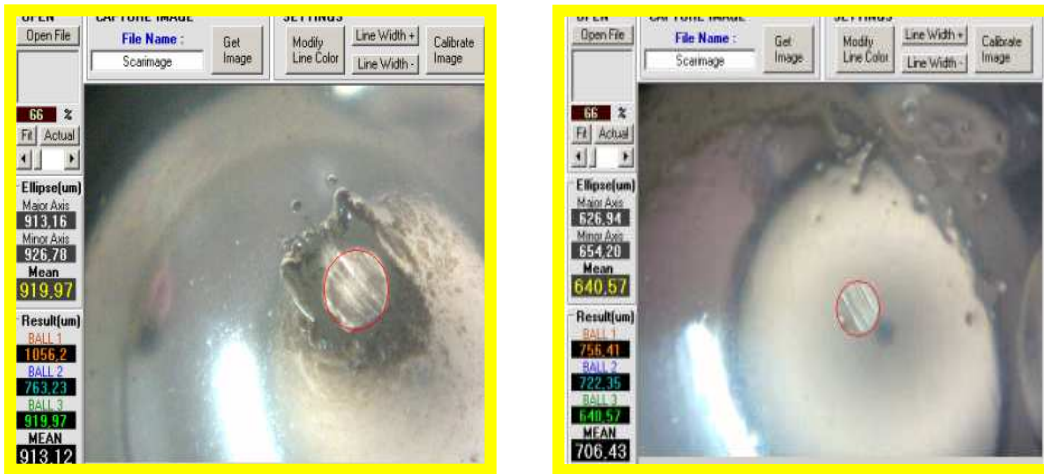 OPEN
CAPTURE IMAGE
SETTINGS
Open File
File Name :
Scarimage
Get
Image
Modify
Line Color
Line Width +
Line Width -
Calibrate
Image
66 %
Fit Actual
Ellipse(um)
Major Axis
913,16
Minor Axis
926,78
Mean
919,97
Result(um)
BALL 1
1056,2
BALL 2
763,23
BALL 3
919,97
MEAN
913,12
OPEN
CAPTURE IMAGE
SETTINGS
Open File
File Name :
Scarimage
Get
Image
Modify
Line Color
Line Width +
Line Width -
Calibrate
Image
66 %
Fit Actual
Ellipse(um)
Major Axis
626,94
Minor Axis
654,20
Mean
640,57
Result(um)
BALL 1
756,41
BALL 2
722,35
BALL 3
640,57
MEAN
706,43